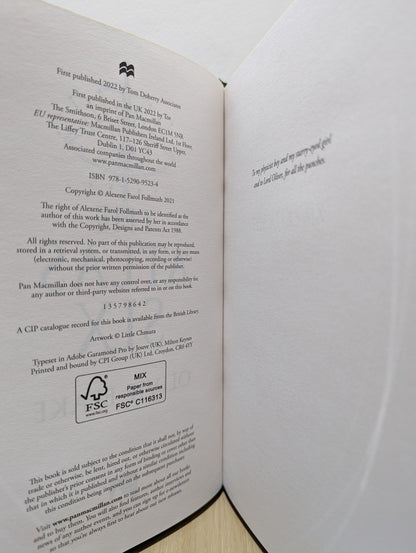 First published 2022 by Tom Doherty Associates
First published in the UK 2022 by Tor
an imprint of Pan Macmillan
The Smithson, 6 Briset Street, London EC1M 5NR
EU representative: Macmillan Publishers Ireland Ltd, 1st Floor,
The Liffey Trust Centre, 117–126 Sheriff Street Upper,
Dublin 1, D01 YC43
Associated companies throughout the world
www.panmacmillan.com
ISBN 978-1-5290-9523-4
Copyright © Alexene Farol Follmuth 2021
The right of Alexene Farol Follmuth to be identified as the
author of this work has been asserted by her in accordance
with the Copyright, Designs and Patents Act 1988.
All rights reserved. No part of this publication may be reproduced,
stored in a retrieval system, or transmitted, in any form, or by any means
(electronic, mechanical, photocopying, recording or otherwise)
without the prior written permission of the publisher.
Pan Macmillan does not have any control over, or any responsibility for,
any author or third-party websites referred to in or on this book.
1 3 5 7 9 8 6 4 2
A CIP catalogue record for this book is available from the British Library.
Artwork © Little Chmura
Typeset in Adobe Garamond Pro by Jouve (UK), Milton Keynes
Printed and bound by CPI Group (UK) Ltd, Croydon, CR0 4YY
FSC
www.fsc.org
MIX
Paper from
responsible sources
FSC® C116313
This book is sold subject to the condition that it shall not, by way of
trade or otherwise, be lent, hired out, or otherwise circulated without
the publisher's prior consent in any form of binding or cover other than
that in which it is published and without a similar condition including
this condition being imposed on the subsequent purchaser.
Visit www.panmacmillan.com to read more about all our books
and to buy them. You will also find features, author interviews and
news of any author events, and you can sign up for e-newsletters
so that you're always first to hear about our new releases.
To my physicist boy and my starry-eyed girl
and to Lord Oliver, for all the punches.